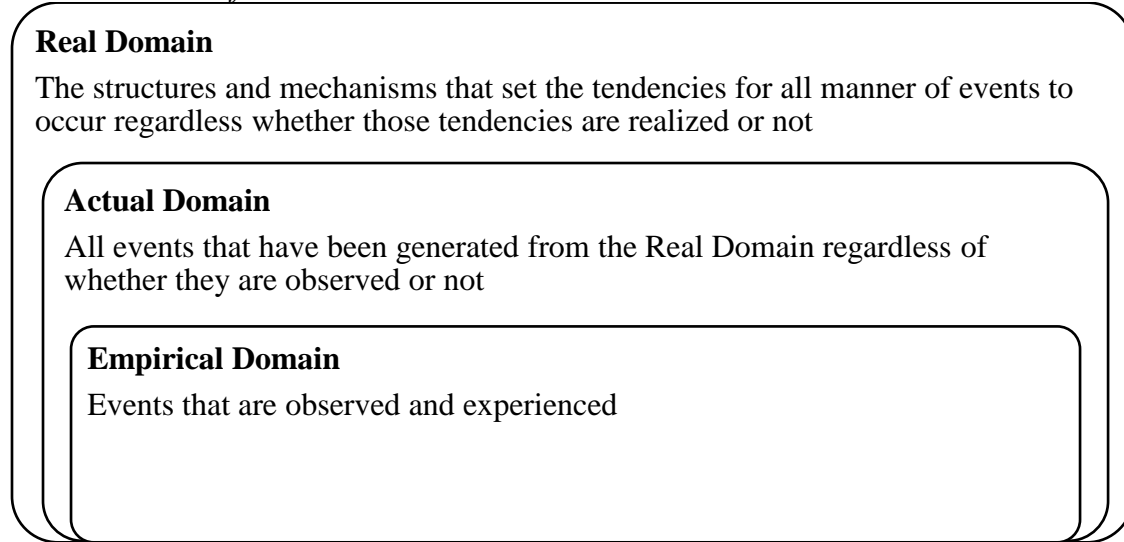 Real Domain
The structures and mechanisms that set the tendencies for all manner of events to
occur regardless whether those tendencies are realized or not
Actual Domain
All events that have been generated from the Real Domain regardless of
whether they are observed or not
Empirical Domain
Events that are observed and experienced